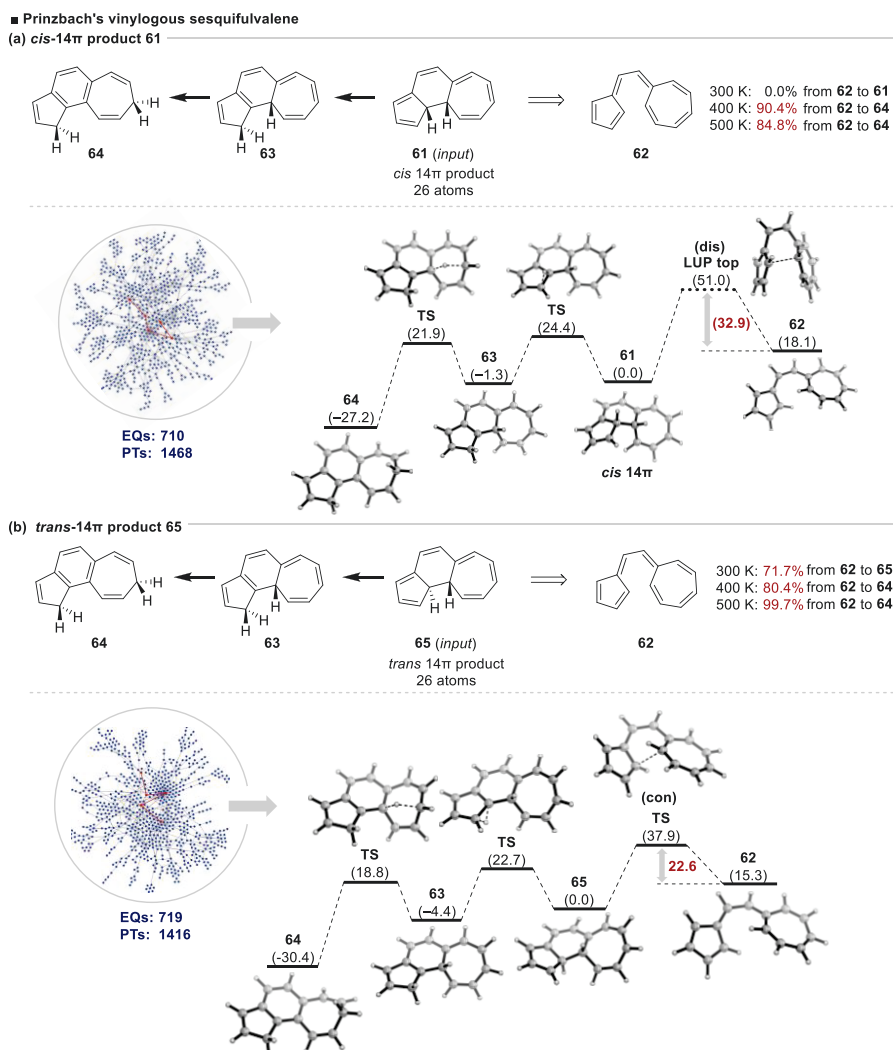 ■ Prinzbach's vinylogous sesquifulvalene
(a) cis-14π product 61
H
H
H
H
H
H
H
H
H
64
63
61 (input)
62
cis 14π product
26 atoms
300 K: 0.0% from 62 to 61
400 K: 90.4% from 62 to 64
500 K: 84.8% from 62 to 64
EQs: 710
PTs: 1468
64
(−27.2)
TS
(21.9)
63
(−1.3)
TS
(24.4)
61
(0.0)
cis 14π
(dis)
LUP top
(51.0)
(32.9)
62
(18.1)
(b) trans-14π product 65
H
H
H
H
H
H
H
H
H
64
63
65 (input)
62
trans 14π product
26 atoms
300 K: 71.7% from 62 to 65
400 K: 80.4% from 62 to 64
500 K: 99.7% from 62 to 64
EQs: 719
PTs: 1416
64
(-30.4)
TS
(18.8)
63
(−4.4)
TS
(22.7)
65
(0.0)
(con)
TS
(37.9)
22.6
62
(15.3)